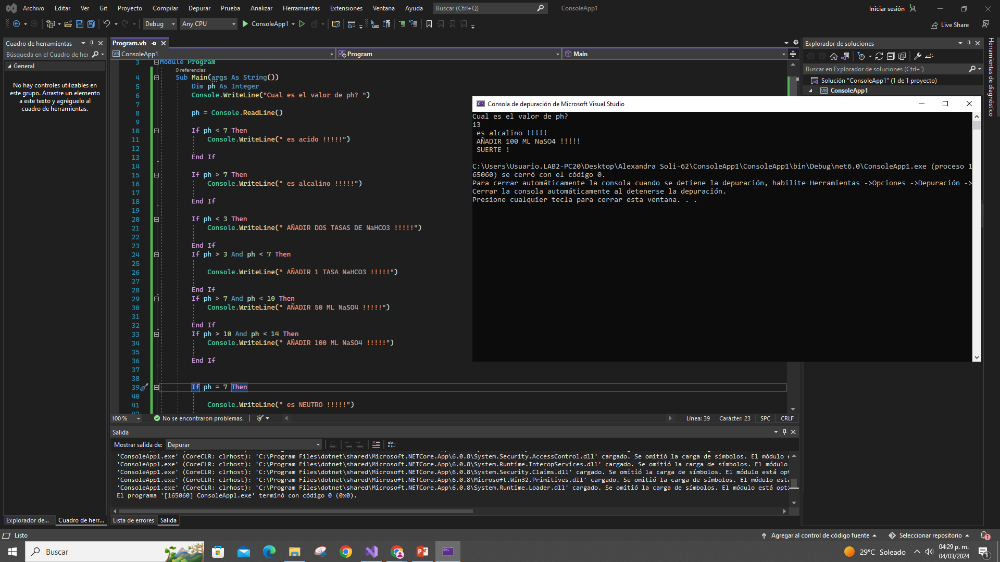 Archivo Editar Ver Git Proyecto Compilar Depurar Prueba Analizar Herramientas Extensiones Ventana Ayuda Buscar (Ctrl+Q) ConsoleApp1 Iniciar sesión
Debug Any CPU ConsoleApp1 Live Share
Cuadro de herramientas
Búsqueda en el Cuadro de her
General
No hay controles utilizables en
este grupo. Arrastre un elemento
a este texto y agréguelo al
cuadro de herramientas.
Explorador de... Cuadro de herr...
Program.vb
ConsoleApp1 Program Main
3 Module Program
0 referencias
4 Sub Main(args As String())
5 Dim ph As Integer
6 Console.WriteLine("Cual es el valor de ph? ")
7
8 ph = Console.ReadLine()
9
10 If ph < 7 Then
11 Console.WriteLine(" es acido !!!!!")
12
13 End If
14
15 If ph > 7 Then
16 Console.WriteLine(" es alcalino !!!!!")
17
18 End If
19
20 If ph < 3 Then
21 Console.WriteLine(" AÑADIR DOS TASAS DE NaHCO3 !!!!!")
22
23 End If
24 If ph > 3 And ph < 7 Then
25
26 Console.WriteLine(" AÑADIR 1 TASA NaHCO3 !!!!!")
27
28 End If
29 If ph > 7 And ph < 10 Then
30 Console.WriteLine(" AÑADIR 50 ML NaSO4 !!!!!")
31
32 End If
33 If ph > 10 And ph < 14 Then
34 Console.WriteLine(" AÑADIR 100 ML NaSO4 !!!!!")
35
36 End If
37
38
39 If ph = 7 Then
40
41 Console.WriteLine(" es NEUTRO !!!!!")
100 % No se encontraron problemas. Línea: 39 Carácter: 23 SPC CRLF
Consola de depuración de Microsoft Visual Studio
Cual es el valor de ph?
13
es alcalino !!!!!
AÑADIR 100 ML NaSO4 !!!!!
SUERTE !
C:\Users\Usuario.LAB2-PC20\Desktop\Alexandra Soli-62\ConsoleApp1\ConsoleApp1\bin\Debug\net6.0\ConsoleApp1.exe (proceso 1
65060) se cerró con el código 0.
Para cerrar automáticamente la consola cuando se detiene la depuración, habilite Herramientas ->Opciones ->Depuración ->
Cerrar la consola automáticamente al detenerse la depuración.
Presione cualquier tecla para cerrar esta ventana. . .
Explorador de soluciones
Buscar en Explorador de soluciones (Ctrl+´)
Solución "ConsoleApp1" (1 de 1 proyecto)
ConsoleApp1
Herramientas de diagnóstico
Salida
Mostrar salida de: Depurar
'ConsoleApp1.exe' (CoreCLR: clrhost): 'C:\Program Files\dotnet\shared\Microsoft.NETCore.App\6.0.8\System.Security.AccessControl.dll' cargado. Se omitió la carga de símbolos. El módulo e
'ConsoleApp1.exe' (CoreCLR: clrhost): 'C:\Program Files\dotnet\shared\Microsoft.NETCore.App\6.0.8\System.Runtime.InteropServices.dll' cargado. Se omitió la carga de símbolos. El módulo
'ConsoleApp1.exe' (CoreCLR: clrhost): 'C:\Program Files\dotnet\shared\Microsoft.NETCore.App\6.0.8\System.Security.Claims.dll' cargado. Se omitió la carga de símbolos. El módulo está opt
'ConsoleApp1.exe' (CoreCLR: clrhost): 'C:\Program Files\dotnet\shared\Microsoft.NETCore.App\6.0.8\Microsoft.Win32.Primitives.dll' cargado. Se omitió la carga de símbolos. El módulo está
'ConsoleApp1.exe' (CoreCLR: clrhost): 'C:\Program Files\dotnet\shared\Microsoft.NETCore.App\6.0.8\System.Runtime.Loader.dll' cargado. Se omitió la carga de símbolos. El módulo está opti
El programa '[165060] ConsoleApp1.exe' terminó con código 0 (0x0).
Lista de errores Salida
Listo Agregar al control de código fuente Seleccionar repositorio 1
Buscar 29°C Soleado 04:29 p. m.
04/03/2024 1